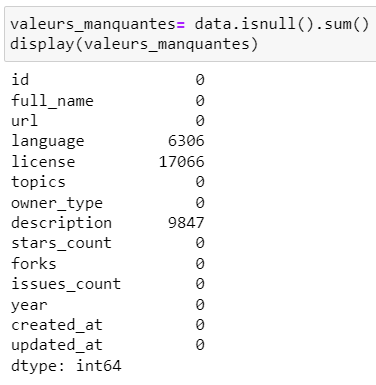 valeurs_manquantes= data.isnull().sum()
display(valeurs_manquantes)
id 0
full_name 0
url 0
language 6306
license 17066
topics 0
owner_type 0
description 9847
stars_count 0
forks 0
issues_count 0
year 0
created_at 0
updated_at 0
dtype: int64